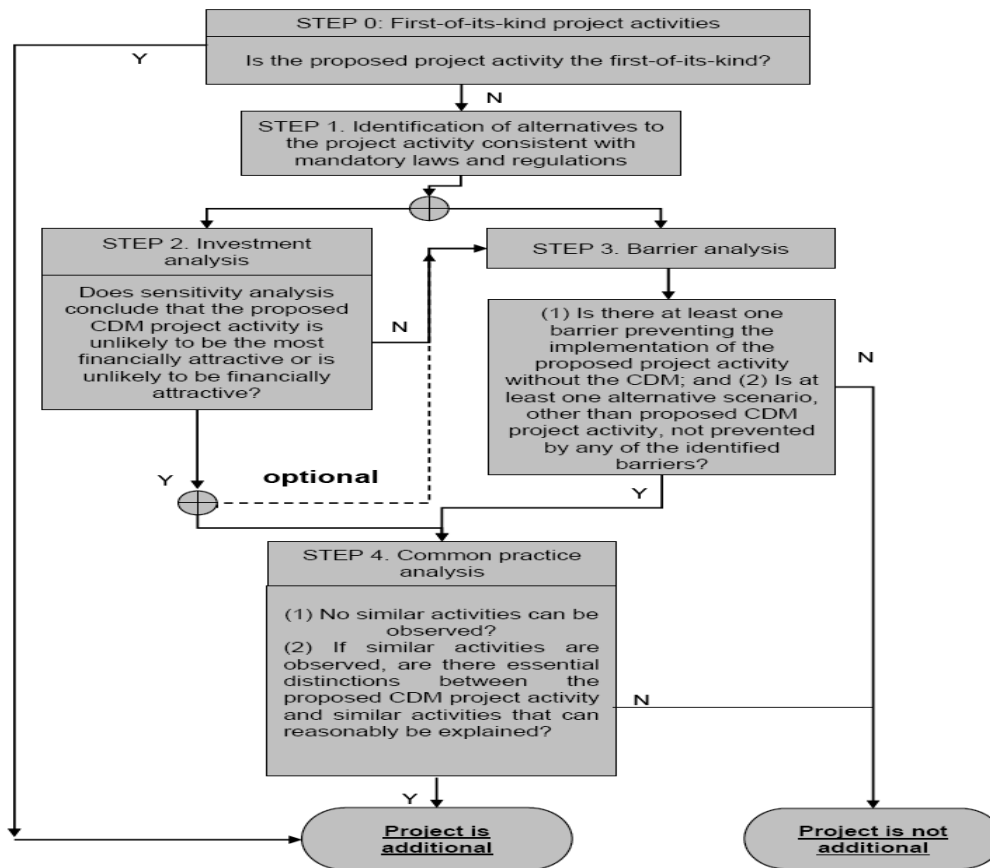 STEP 0: First-of-its-kind project activities
Is the proposed project activity the first-of-its-kind?
Y
N
STEP 1. Identification of alternatives to
the project activity consistent with
mandatory laws and regulations
STEP 2. Investment
analysis
Does sensitivity analysis
conclude that the proposed
CDM project activity is
unlikely to be the most
financially attractive or is
unlikely to be financially
attractive?
N
STEP 3. Barrier analysis
(1) Is there at least one
barrier preventing the
implementation of the
proposed project activity
without the CDM; and (2) Is at
least one alternative scenario,
other than proposed CDM
project activity, not prevented
by any of the identified
barriers?
N
Y
optional
Y
STEP 4. Common practice
analysis
(1) No similar activities can be
observed?
(2) If similar activities are
observed, are there essential
distinctions between the
proposed CDM project activity
and similar activities that can
reasonably be explained?
N
Y
Project is
additional
Project is not
additional